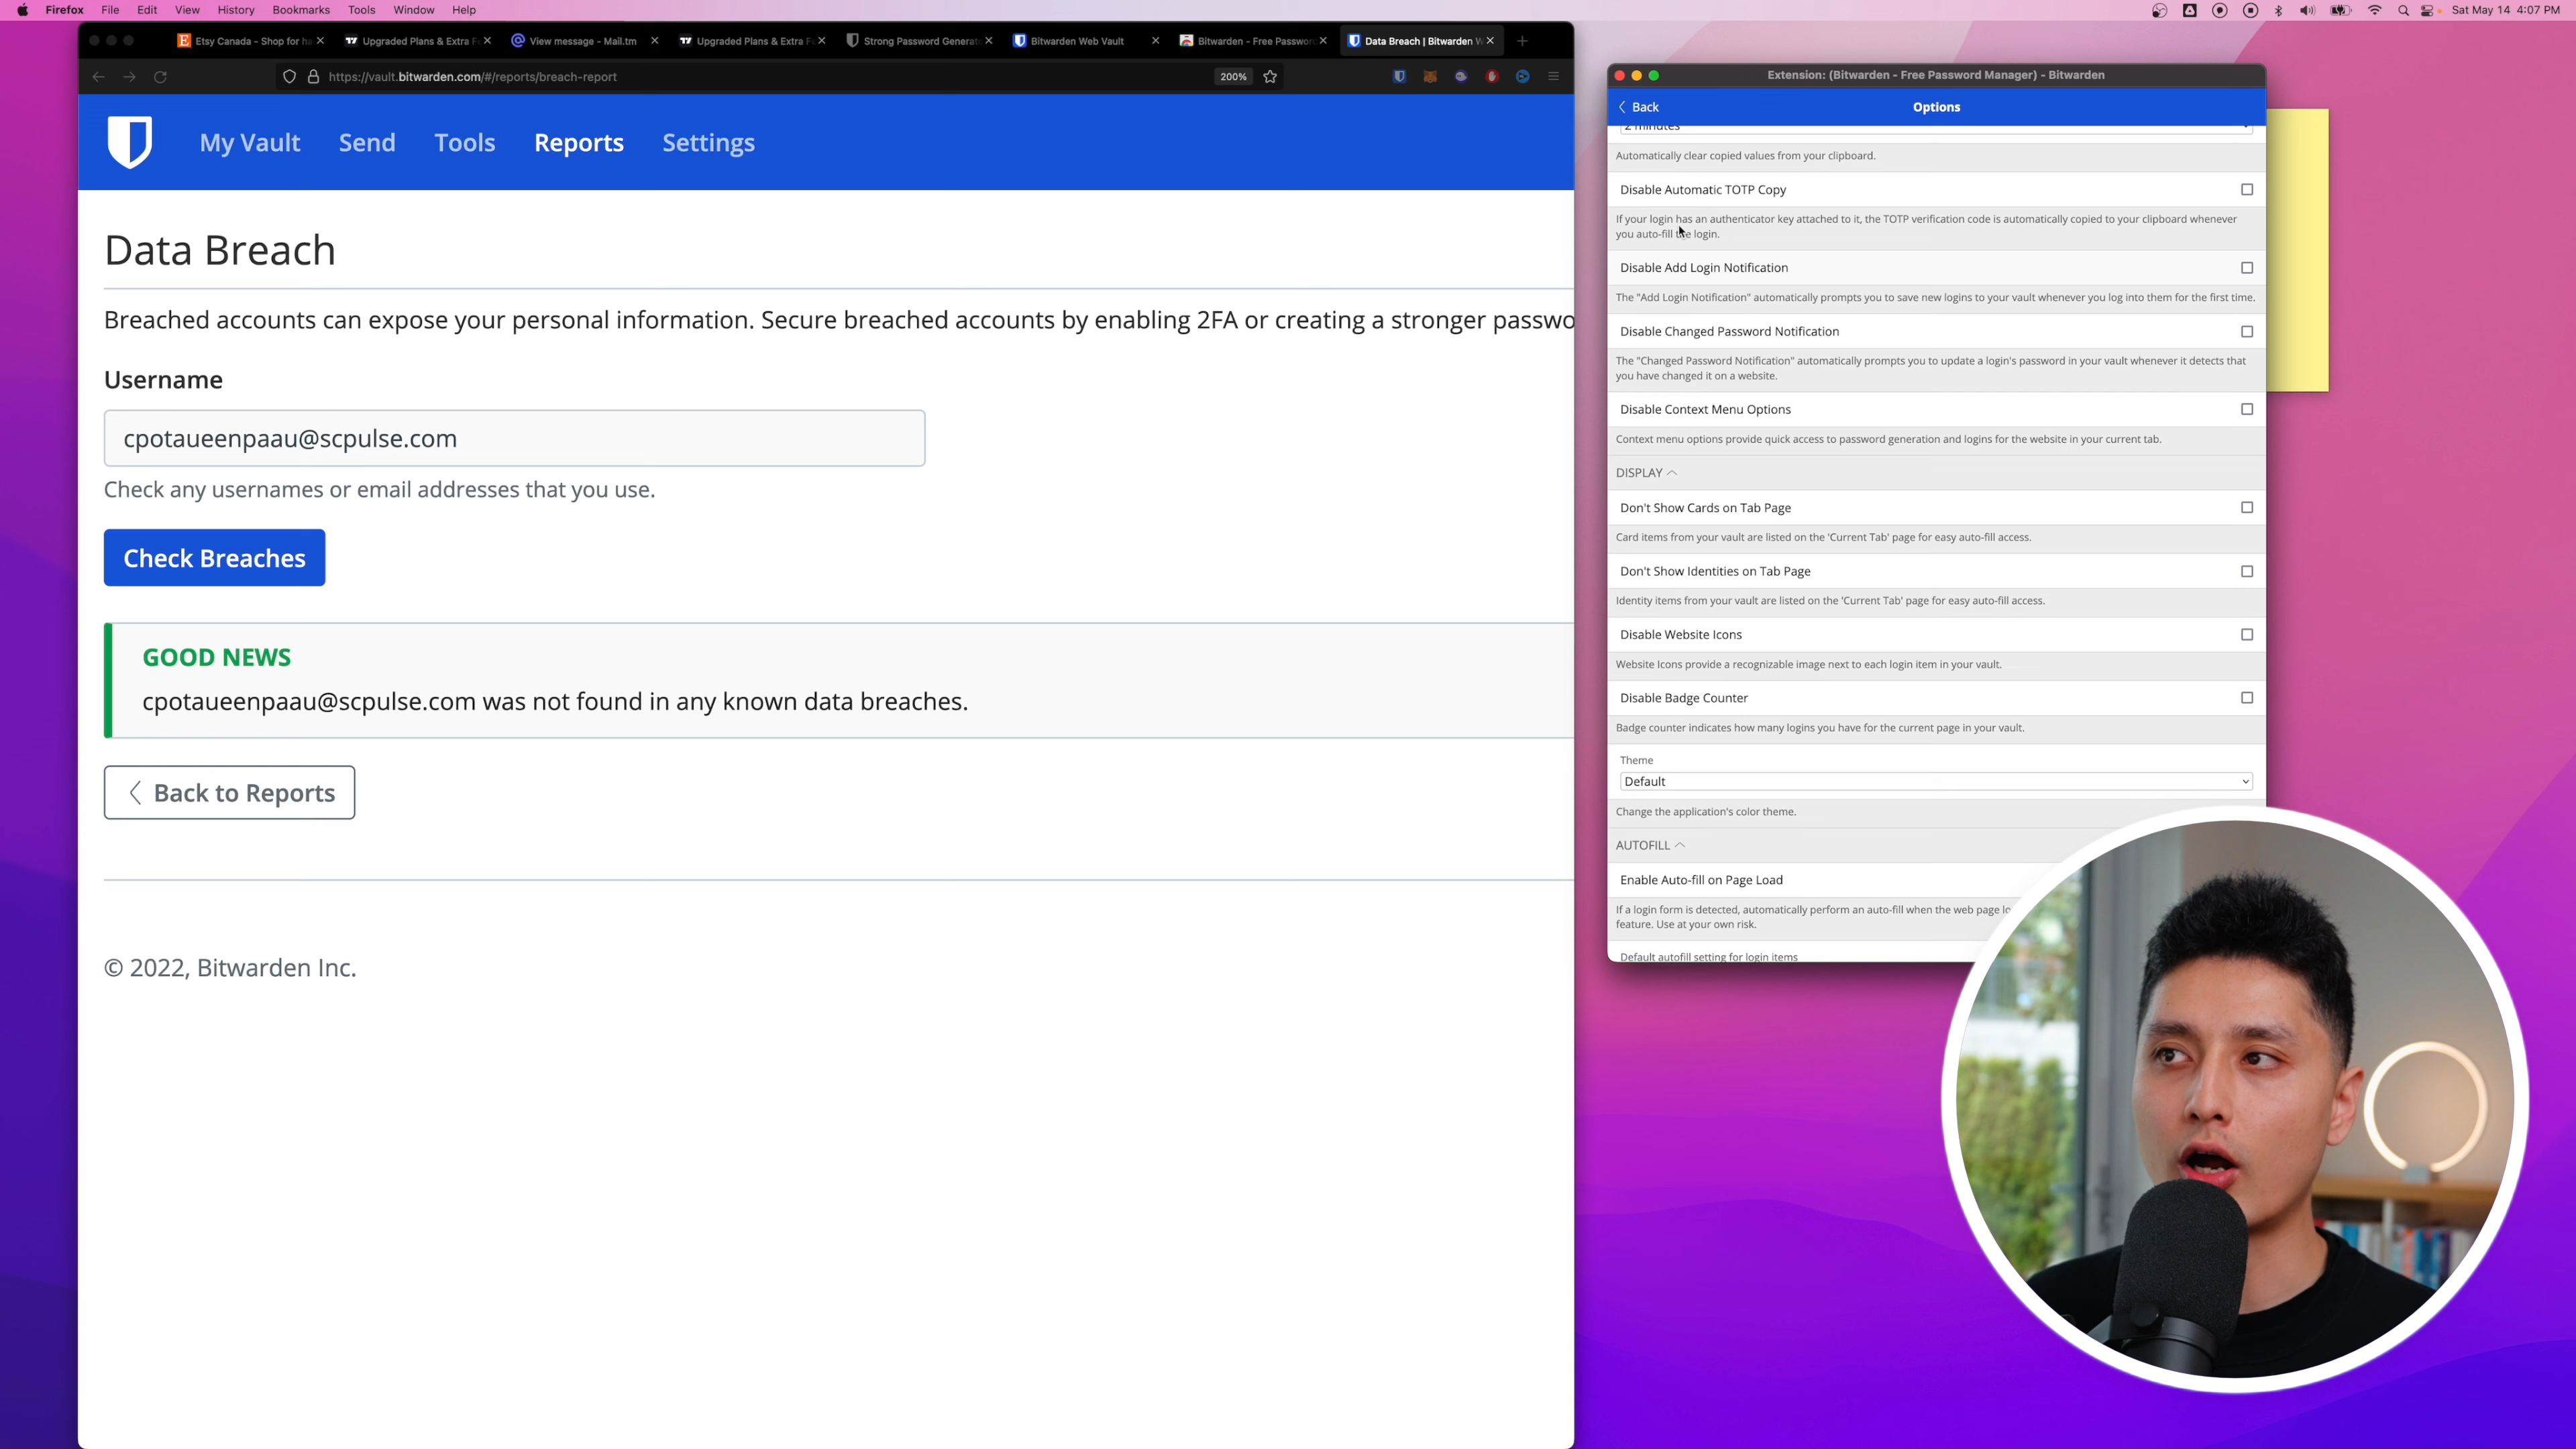 Firefox File Edit View History Bookmarks Tools Window Help
Sat May 14 4:07 PM
Etsy Canada - Shop for ha
Upgraded Plans & Extra F
View message - Mail.tm
Upgraded Plans & Extra F
Strong Password Generat
Bitwarden Web Vault
Bitwarden - Free Passwor
Data Breach | Bitwarden W
https://vault.bitwarden.com/#/reports/breach-report
200%
My Vault Send Tools Reports Settings
Data Breach
Breached accounts can expose your personal information. Secure breached accounts by enabling 2FA or creating a stronger passwo
Username
cpotaueenpaau@scpulse.com
Check any usernames or email addresses that you use.
Check Breaches
GOOD NEWS
cpotaueenpaau@scpulse.com was not found in any known data breaches.
Back to Reports
© 2022, Bitwarden Inc.
Extension: (Bitwarden - Free Password Manager) - Bitwarden
Back
Options
2 minutes
Automatically clear copied values from your clipboard.
Disable Automatic TOTP Copy
If your login has an authenticator key attached to it, the TOTP verification code is automatically copied to your clipboard whenever
you auto-fill the login.
Disable Add Login Notification
The "Add Login Notification" automatically prompts you to save new logins to your vault whenever you log into them for the first time.
Disable Changed Password Notification
The "Changed Password Notification" automatically prompts you to update a login's password in your vault whenever it detects that
you have changed it on a website.
Disable Context Menu Options
Context menu options provide quick access to password generation and logins for the website in your current tab.
DISPLAY
Don't Show Cards on Tab Page
Card items from your vault are listed on the 'Current Tab' page for easy auto-fill access.
Don't Show Identities on Tab Page
Identity items from your vault are listed on the 'Current Tab' page for easy auto-fill access.
Disable Website Icons
Website Icons provide a recognizable image next to each login item in your vault.
Disable Badge Counter
Badge counter indicates how many logins you have for the current page in your vault.
Theme
Default
Change the application's color theme.
AUTOFILL
Enable Auto-fill on Page Load
If a login form is detected, automatically perform an auto-fill when the web page lo
feature. Use at your own risk.
Default autofill setting for login items